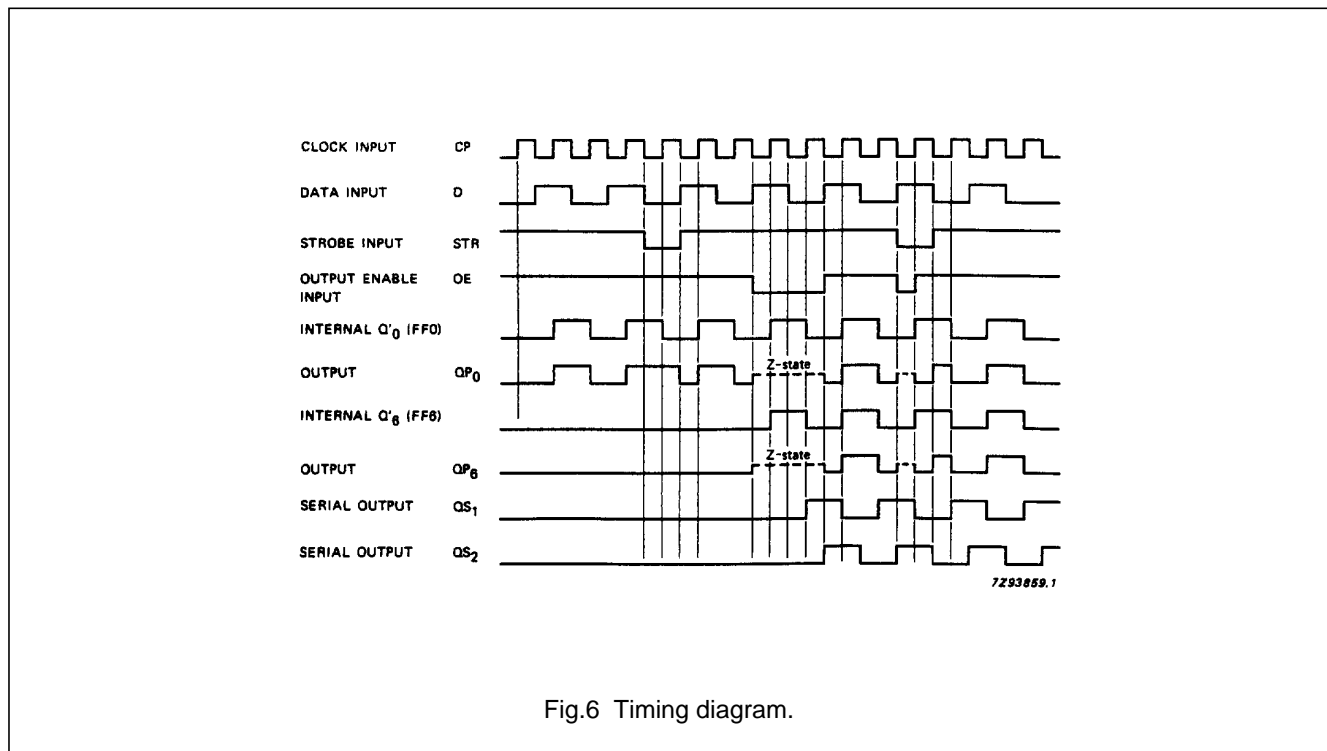 CLOCK INPUT CP
DATA INPUT D
STROBE INPUT STR
OUTPUT ENABLE OE
INPUT
INTERNAL Q'0 (FF0)
Z-state
OUTPUT QP0
INTERNAL Q'6 (FF6)
Z-state
OUTPUT QP6
SERIAL OUTPUT QS1
SERIAL OUTPUT QS2
7Z93859.1
Fig.6 Timing diagram.